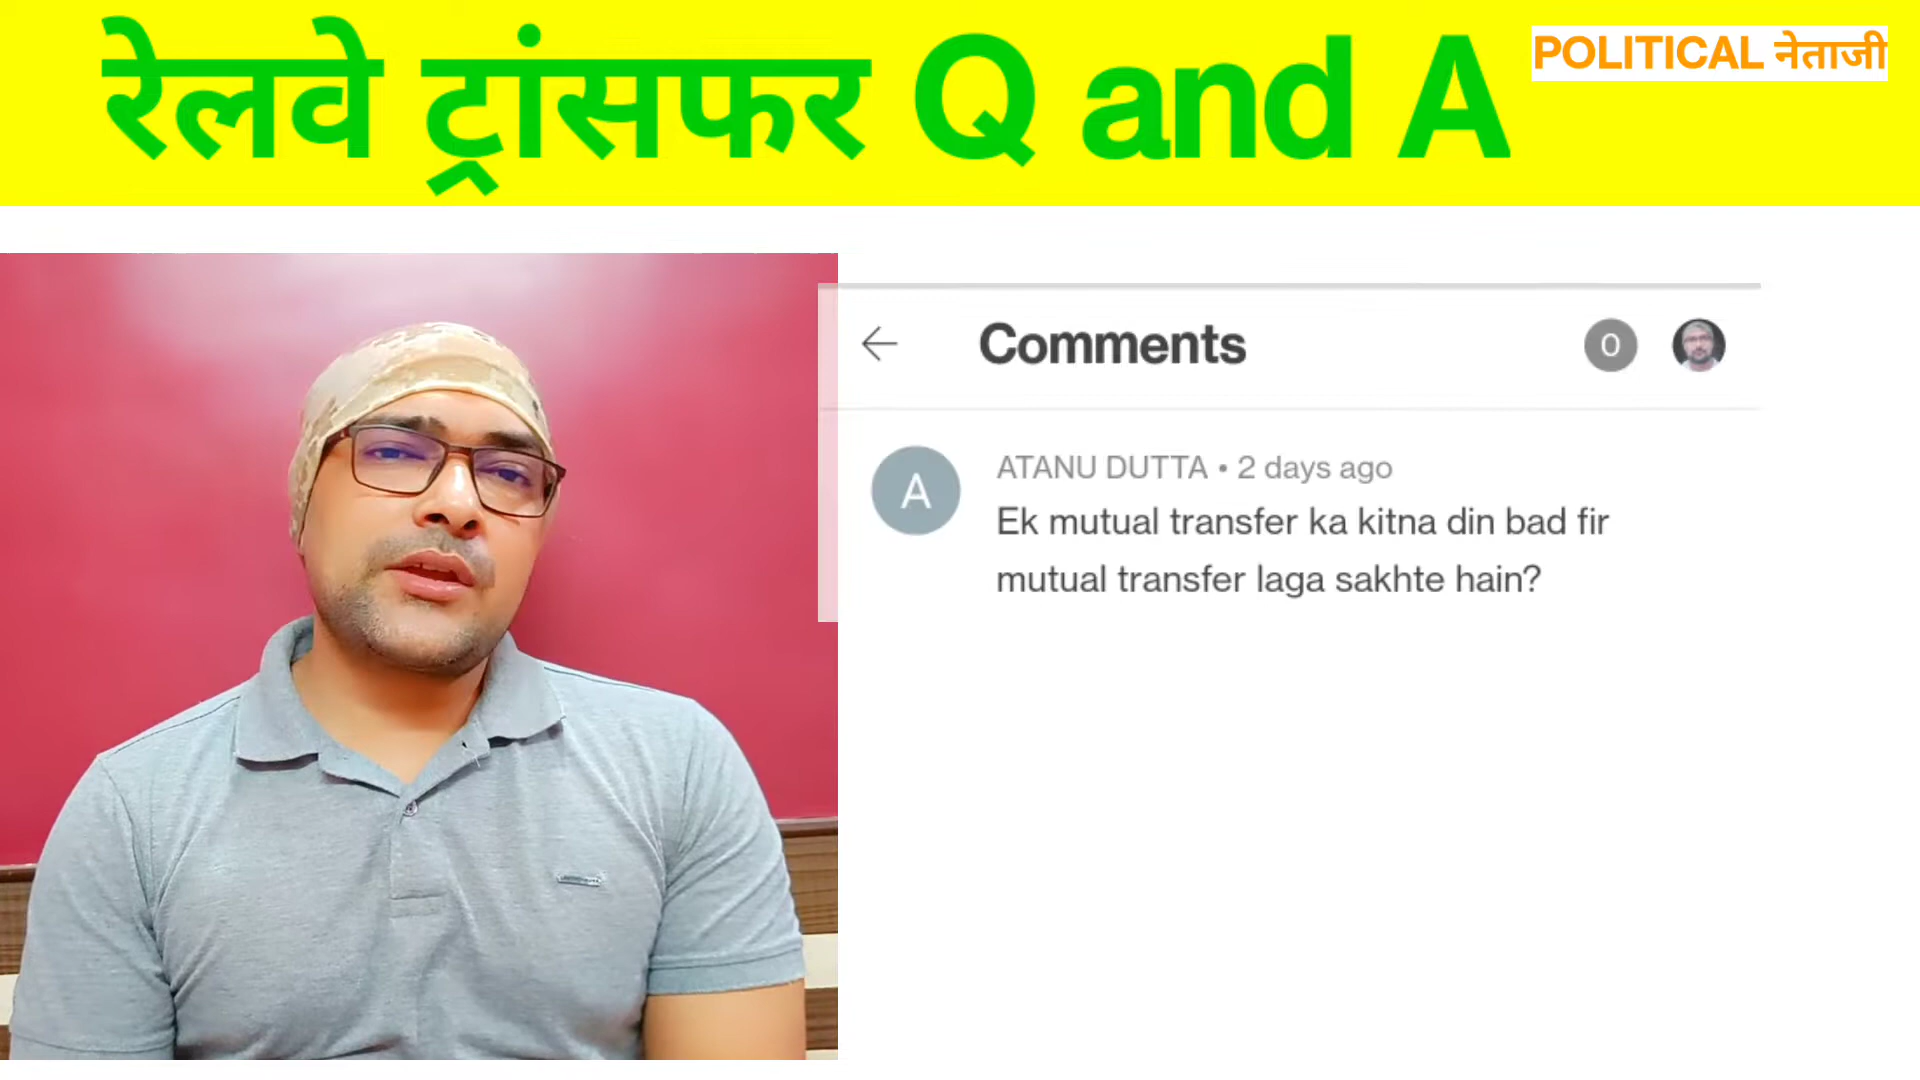 रेलवे ट्रांसफर Q and A
POLITICAL नेताजी
Comments
0
A
ATANU DUTTA • 2 days ago
Ek mutual transfer ka kitna din bad fir
mutual transfer laga sakhte hain?